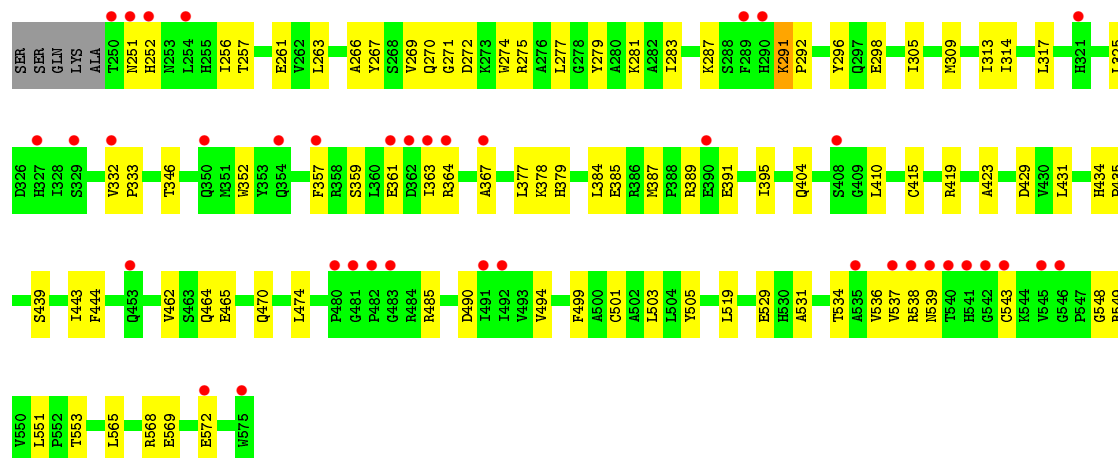 SER SER GLN LYS ALA T250 N251 H252 N253 L254 H255 I256 T257 E261 V262 L263 A266 Y267 S268 V269 Q270 G271 D272 K273 W274 R275 A276 L277 G278 Y279 A280 K281 A282 I283 K287 S288 F289 H290 K291 P292 Y296 Q297 E298 I305 M309 I313 I314 L317 H321 L325
D326 H327 I328 S329 V332 P333 T346 Q350 M351 W352 Y353 Q354 F357 R358 S359 L360 E361 D362 I363 R364 A367 L377 K378 H379 L384 E385 R386 M387 P388 R389 E390 E391 I395 Q404 S408 G409 L410 C415 R419 A423 D429 V430 L431 H434
S439 I443 F444 Q453 V462 S463 Q464 E465 Q470 L474 P480 G481 P482 G483 R484 R485 D490 I491 I492 V493 V494 F499 A500 C501 A502 L503 L504 Y505 L519 E529 H530 A531 T534 A535 V536 V537 R538 N539 T540 H541 G542 C543 K544 V545 G546 P547 G548
V550 L551 P552 T553 L565 R568 E569 E572 W575